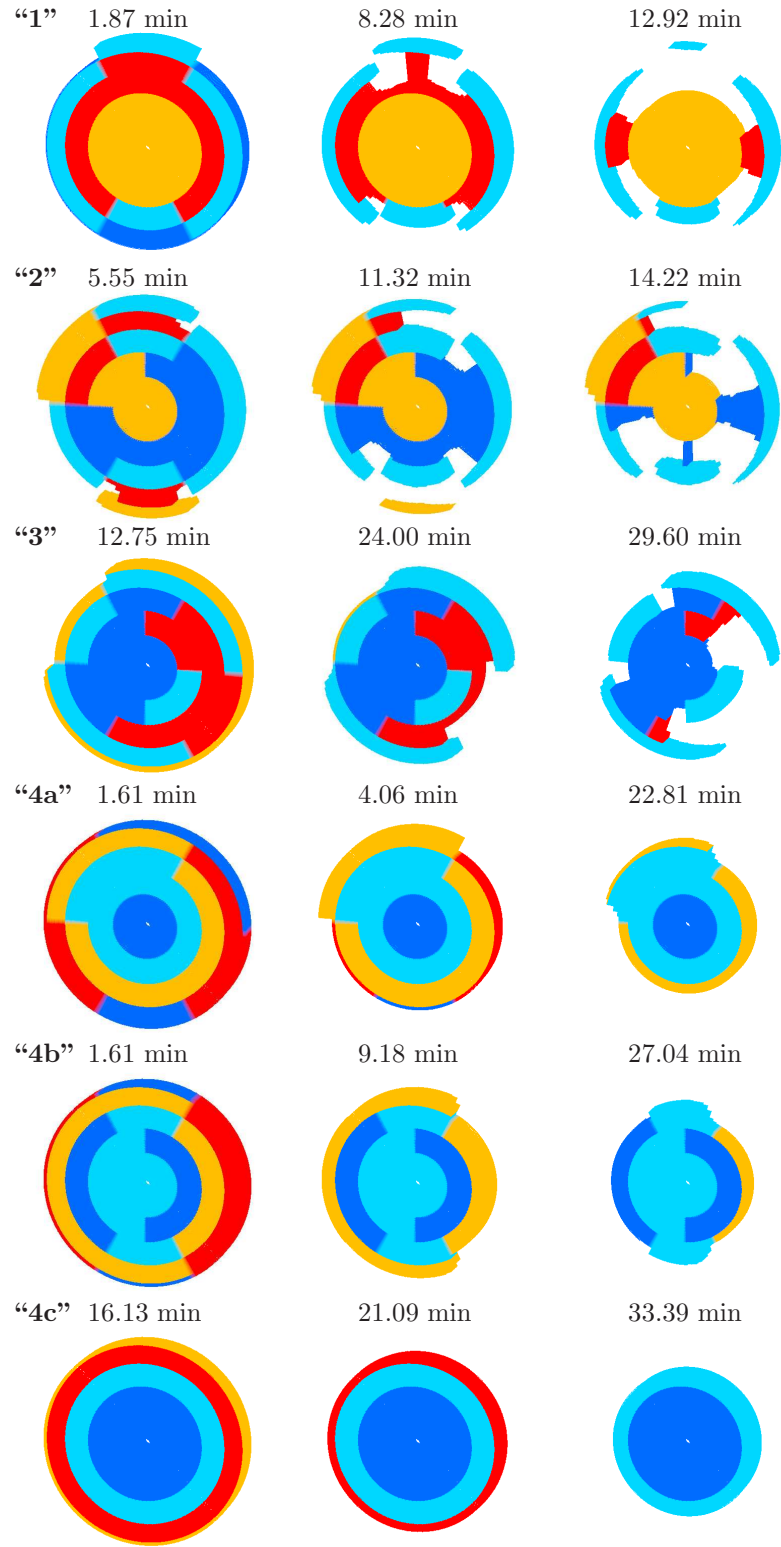 “1” 1.87 min 8.28 min 12.92 min
“2” 5.55 min 11.32 min 14.22 min
“3” 12.75 min 24.00 min 29.60 min
“4a” 1.61 min 4.06 min 22.81 min
“4b” 1.61 min 9.18 min 27.04 min
“4c” 16.13 min 21.09 min 33.39 min